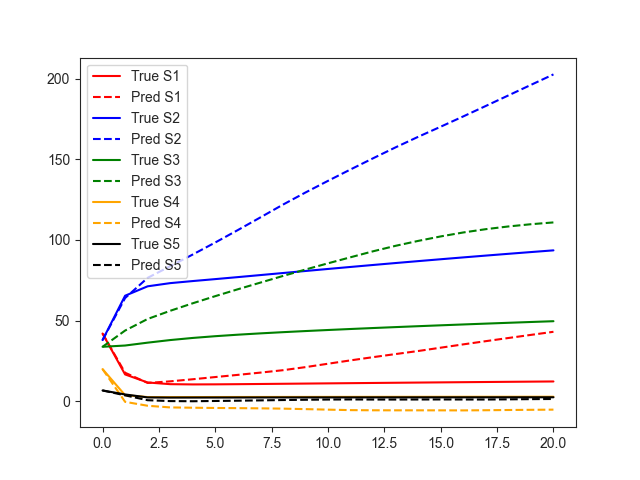 True S1
Pred S1
True S2
Pred S2
True S3
Pred S3
True S4
Pred S4
True S5
Pred S5
200
150
100
50
0
0.0 2.5 5.0 7.5 10.0 12.5 15.0 17.5 20.0